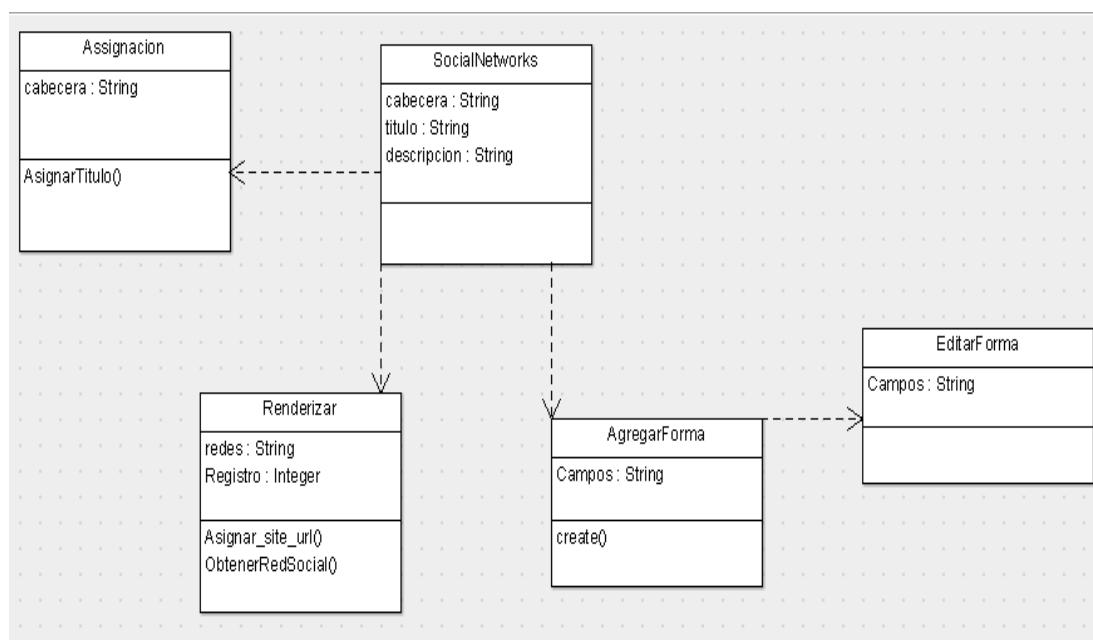 Assignacion
cabecera : String
AsignarTitulo()
SocialNetworks
cabecera : String
titulo : String
descripcion : String
Renderizar
redes : String
Registro : Integer
Asignar_site_url()
ObtenerRedSocial()
AgregarForma
Campos : String
create()
EditarForma
Campos : String